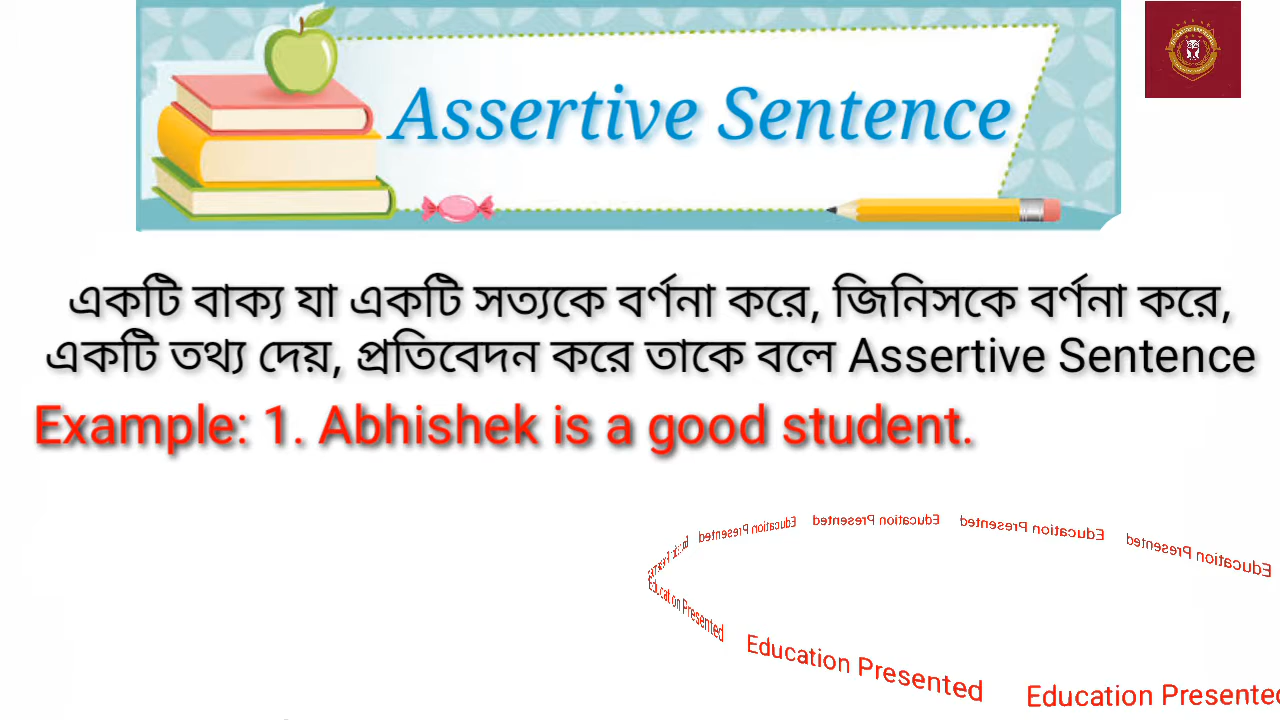 Assertive Sentence
একটি বাক্য যা একটি সত্যকে বর্ণনা করে, জিনিসকে বর্ণনা করে,
একটি তথ্য দেয়, প্রতিবেদন করে তাকে বলে Assertive Sentence
Example: 1. Abhishek is a good student.
Education Presented
Education Presented
Education Presented
Education Presented
Education Presented
Education Presented
Education Presented